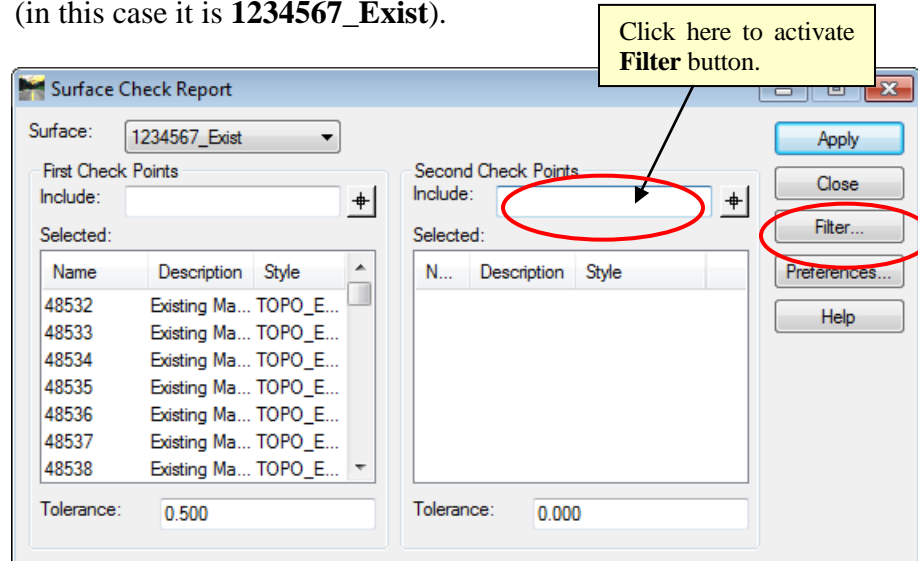 (in this case it is 1234567_Exist).
Click here to activate
Filter button.
Surface Check Report
Surface: 1234567_Exist
Apply
First Check Points
Second Check Points
Close
Include:
Include:
Filter...
Selected:
Selected:
Name Description Style
N... Description Style
Preferences...
48532 Existing Ma... TOPO_E...
Help
48533 Existing Ma... TOPO_E...
48534 Existing Ma... TOPO_E...
48535 Existing Ma... TOPO_E...
48536 Existing Ma... TOPO_E...
48537 Existing Ma... TOPO_E...
48538 Existing Ma... TOPO_E...
Tolerance: 0.500
Tolerance: 0.000